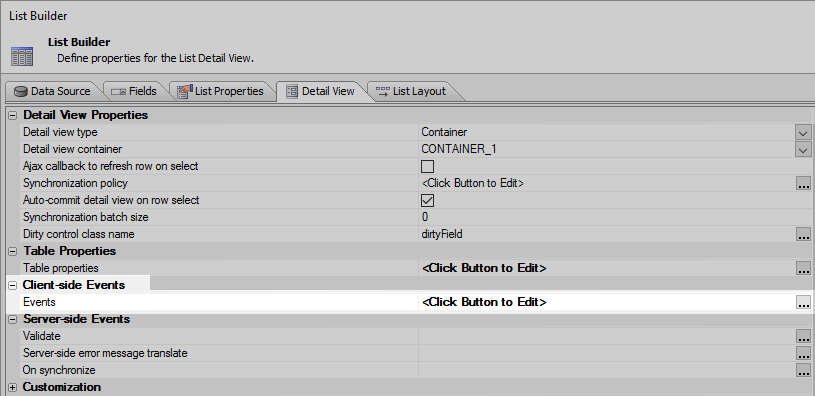 List Builder
List Builder
Define properties for the List Detail View.
Data Source Fields List Properties Detail View List Layout
Detail View Properties
Detail view type Container
Detail view container CONTAINER_1
Ajax callback to refresh row on select
Synchronization policy <Click Button to Edit> ...
Auto-commit detail view on row select
Synchronization batch size 0
Dirty control class name dirtyField ...
Table Properties
Table properties <Click Button to Edit> ...
Client-side Events
Events <Click Button to Edit> ...
Server-side Events
Validate ...
Server-side error message translate ...
On synchronize ...
Customization